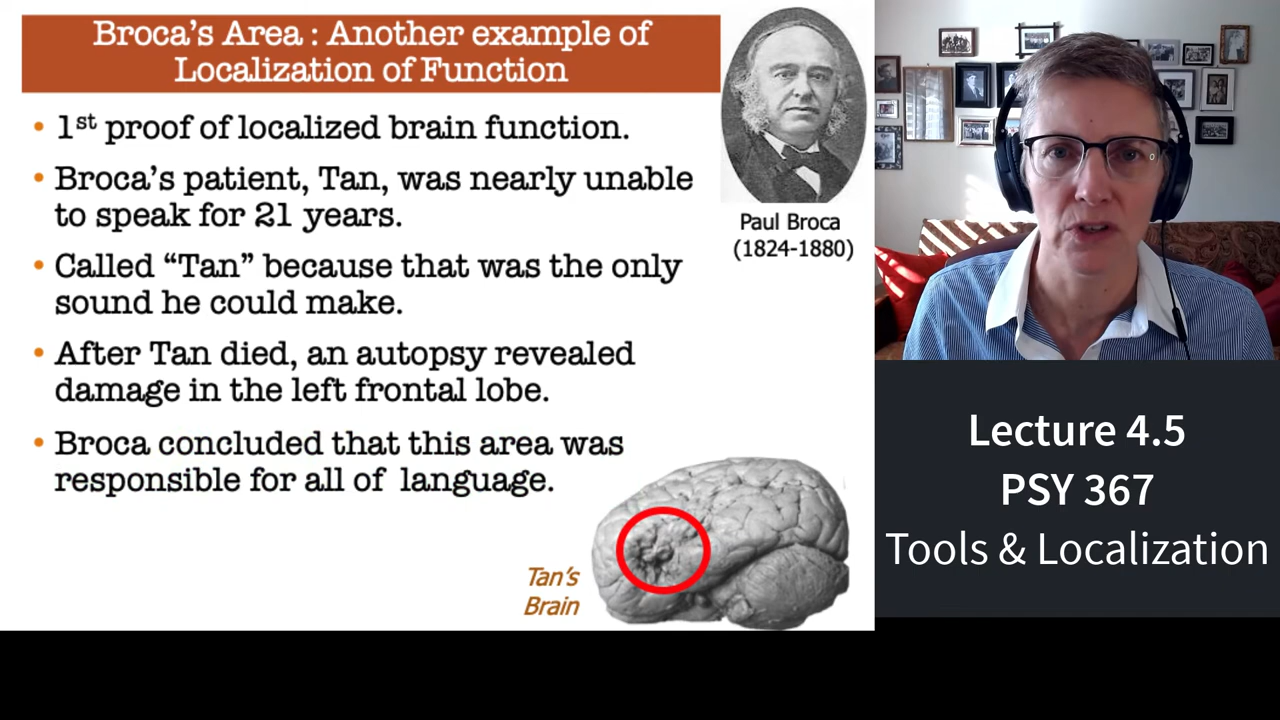 Broca's Area : Another example of
Localization of Function
• 1st proof of localized brain function.
• Broca's patient, Tan, was nearly unable
to speak for 21 years.
• Called “Tan” because that was the only
sound he could make.
• After Tan died, an autopsy revealed
damage in the left frontal lobe.
• Broca concluded that this area was
responsible for all of language.
Paul Broca
(1824-1880)
Tan's
Brain
Lecture 4.5
PSY 367
Tools & Localization